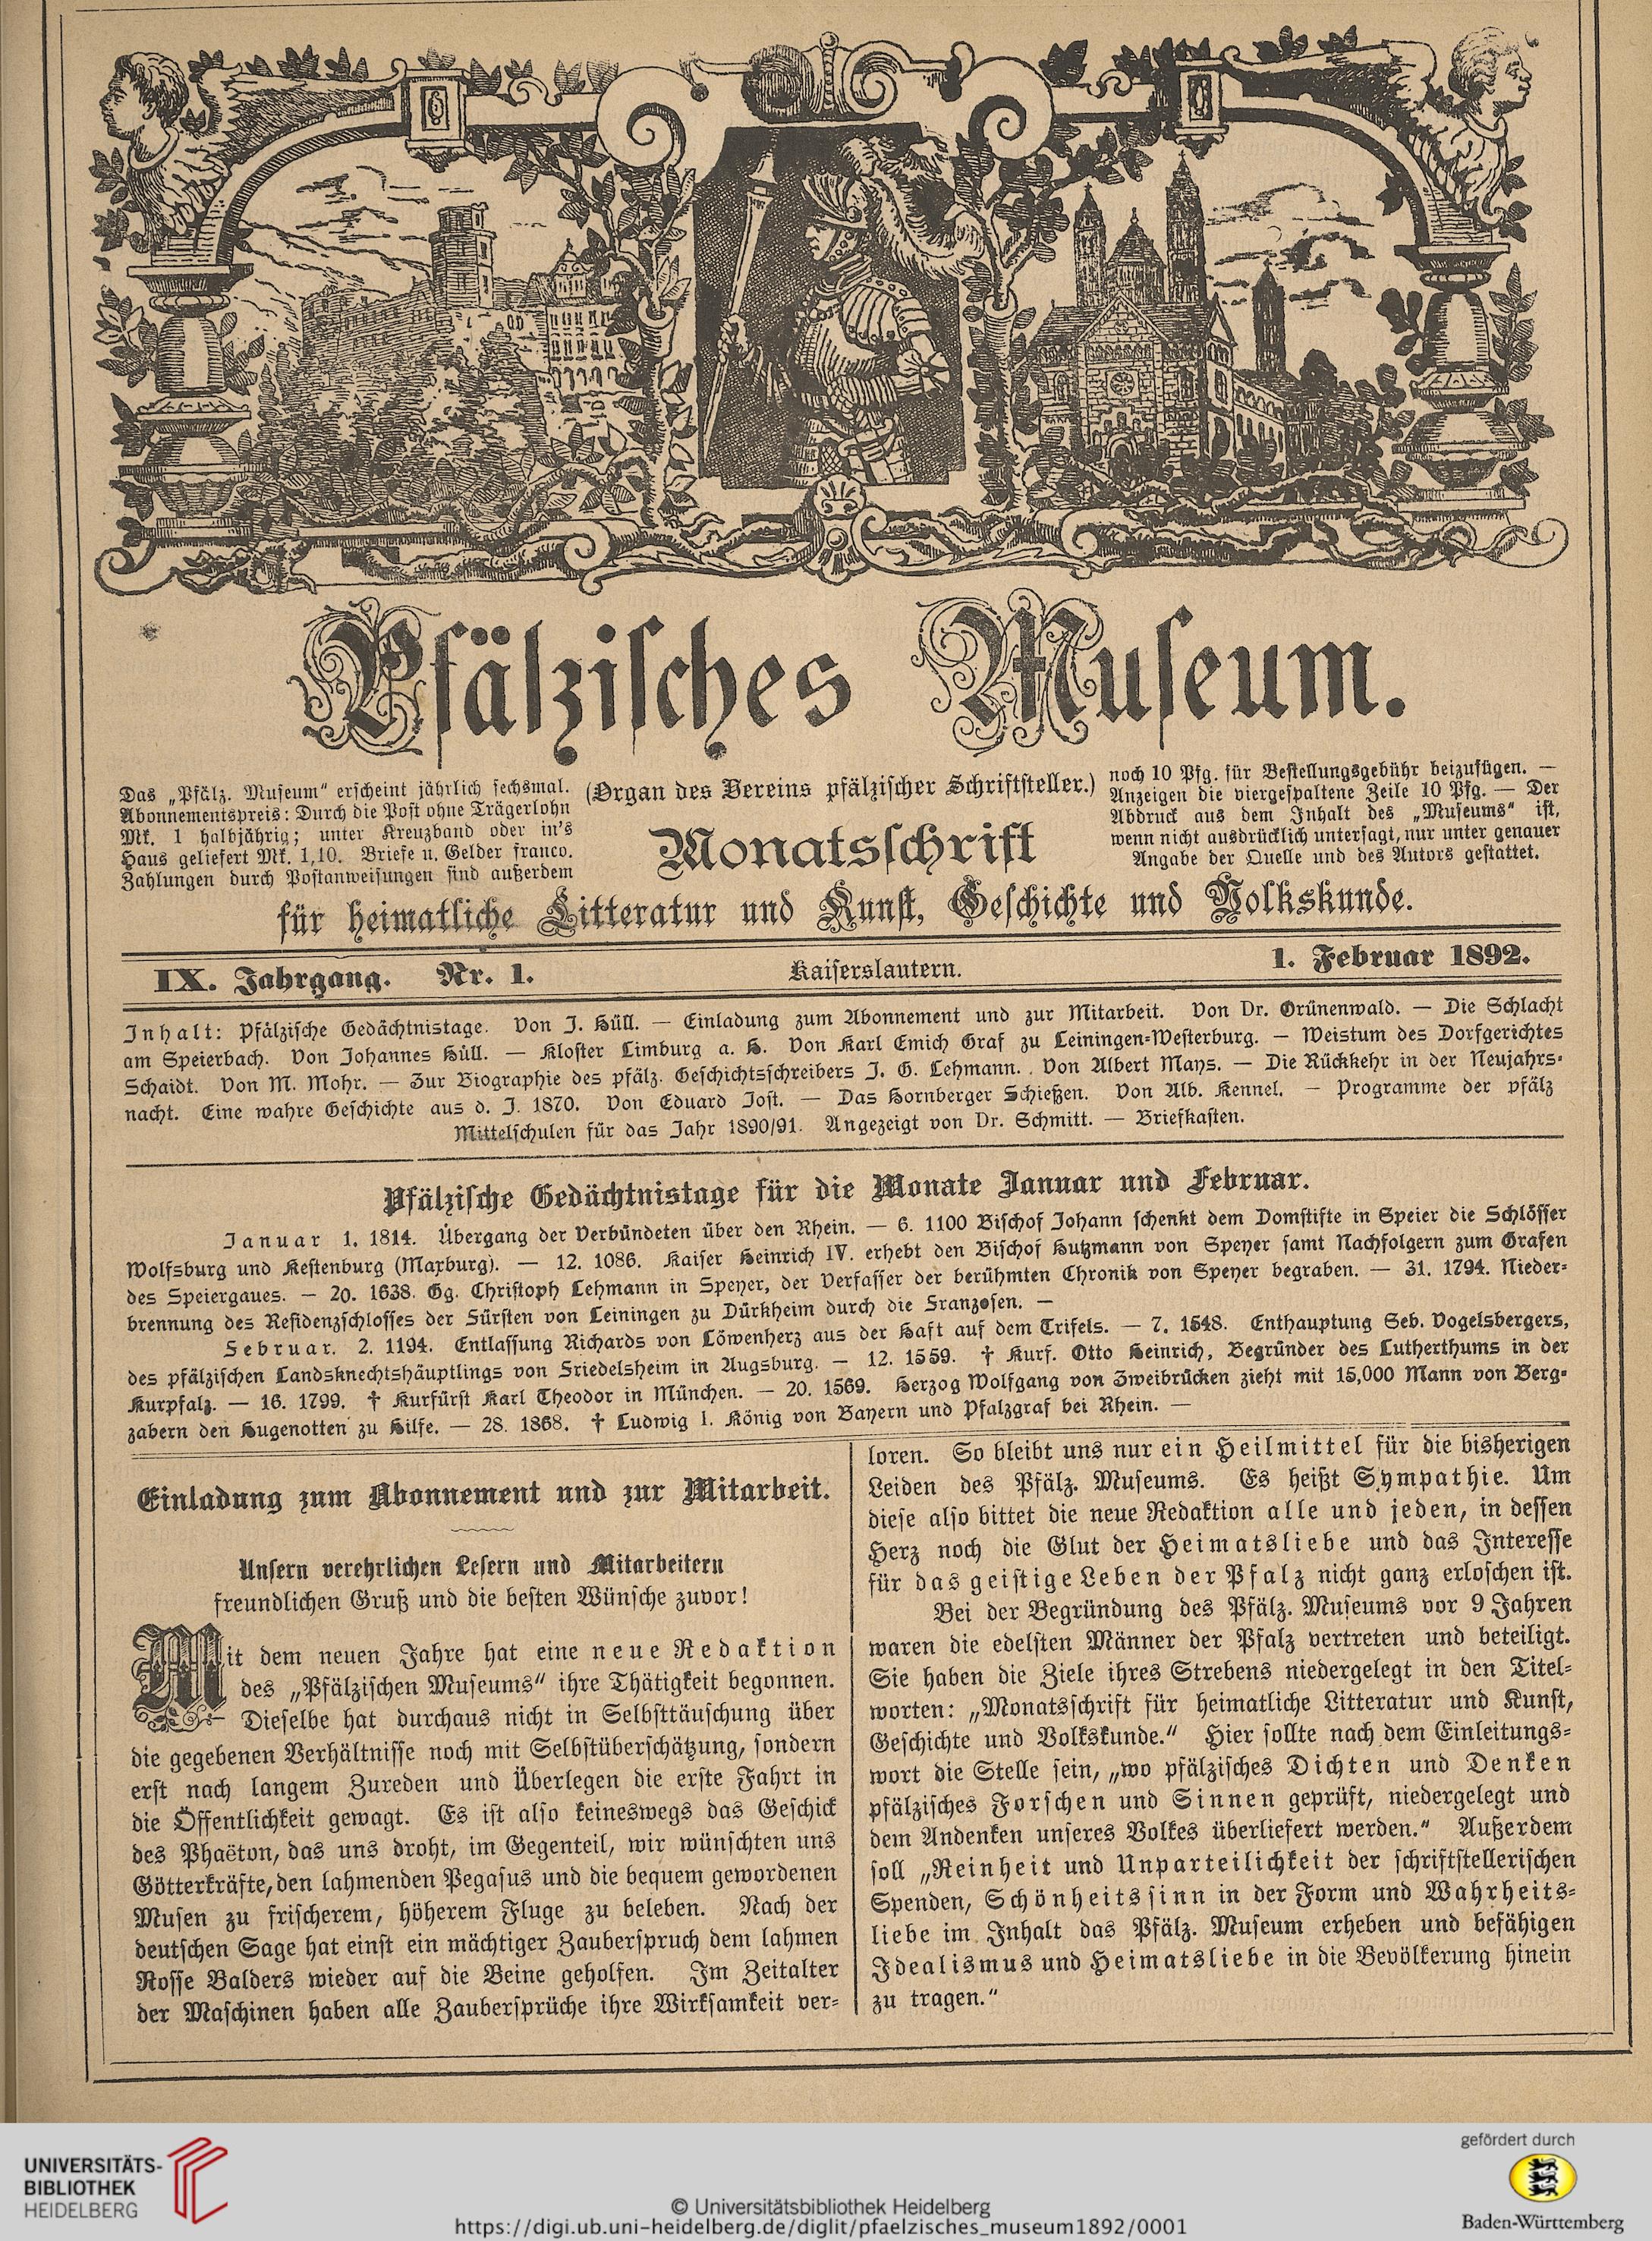 Pfälzisches Museum.
Das „Pfälz. Museum“ erscheint jährlich sechsmal.
Abonnementspreis: Durch die Post ohne Trägerlohn
Mk. 1 halbjährig; unter Kreuzband oder in's
Haus geliefert Mk. 1,10. Briefe u. Gelder franco.
Zahlungen durch Postanweisungen sind außerdem
(Organ des Vereins pfälzischer Schriftsteller.)
Monatsschrift
noch 10 Pfg. für Bestellungsgebühr beizufügen. —
Anzeigen die viergespaltene Zeile 10 Pfg. — Der
Abdruck aus dem Inhalt des „Museums“ ist,
wenn nicht ausdrücklich untersagt, nur unter genauer
Angabe der Quelle und des Autors gestattet.
für heimatliche Litteratur und Kunst, Geschichte und Volkskunde.
IX. Jahrgang. Nr. 1. Kaiserslautern. 1. Februar 1892.
Inhalt: Pfälzische Gedächtnistage. Von J. Hüll. — Einladung zum Abonnement und zur Mitarbeit. Von Dr. Grünenwald. — Die Schlacht
am Speierbach. Von Johannes Hüll. — Kloster Limburg a. H. Von Karl Emich Graf zu Leiningen-Westerburg. — Weistum des Dorfgerichtes
Schaidt. Von M. Mohr. — Zur Biographie des pfälz. Geschichtsschreibers J. G. Lehmann. Von Albert Mays. — Die Rückkehr in der Neujahrs-
nacht. Eine wahre Geschichte aus d. J. 1870. Von Eduard Jost. — Das Hornberger Schießen. Von Alb. Kennel. — Programme der pfälz
Mittelschulen für das Jahr 1890/91. Angezeigt von Dr. Schmitt. — Briefkasten.
Pfälzische Gedächtnistage für die Monate Januar und Februar.
Januar 1. 1814. Übergang der Verbündeten über den Rhein. — 6. 1100 Bischof Johann schenkt dem Domstifte in Speier die Schlösser
Wolfsburg und Kestenburg (Maxburg). — 12. 1086. Kaiser Heinrich IV. erhebt den Bischof Hutzmann von Speyer samt Nachfolgern zum Grafen
des Speiergaues. — 20. 1638. Gg. Christoph Lehmann in Speyer, der Verfasser der berühmten Chronik von Speyer begraben. — 31. 1794. Nieder-
brennung des Residenzschlosses der Fürsten von Leiningen zu Dürkheim durch die Franzosen. —
Februar. 2. 1194. Entlassung Richards von Löwenherz aus der Haft auf dem Trifels. — 7. 1548. Enthauptung Seb. Vogelsbergers,
des pfälzischen Landsknechtshäuptlings von Friedelsheim in Augsburg. — 12. 1559. † Kurf. Otto Heinrich, Begründer des Lutherthums in der
Kurpfalz. — 16. 1799. † Kurfürst Karl Theodor in München. — 20. 1569. Herzog Wolfgang von Zweibrücken zieht mit 15,000 Mann von Berg-
zabern den Hugenotten zu Hilfe. — 28. 1868. † Ludwig I. König von Bayern und Pfalzgraf bei Rhein. —
Einladung zum Abonnement und zur Mitarbeit.
Unsern verehrlichen Lesern und Mitarbeitern
freundlichen Gruß und die besten Wünsche zuvor!
Mit dem neuen Jahre hat eine neue Redaktion
des „Pfälzischen Museums“ ihre Thätigkeit begonnen.
Dieselbe hat durchaus nicht in Selbsttäuschung über
die gegebenen Verhältnisse noch mit Selbstüberschätzung, sondern
erst nach langem Zureden und Überlegen die erste Fahrt in
die Öffentlichkeit gewagt. Es ist also keineswegs das Geschick
des Phaëton, das uns droht, im Gegenteil, wir wünschten uns
Götterkräfte, den lahmenden Pegasus und die bequem gewordenen
Musen zu frischerem, höherem Fluge zu beleben. Nach der
deutschen Sage hat einst ein mächtiger Zauberspruch dem lahmen
Rosse Balders wieder auf die Beine geholfen. Im Zeitalter
der Maschinen haben alle Zaubersprüche ihre Wirksamkeit ver-
loren. So bleibt uns nur ein Heilmittel für die bisherigen
Leiden des Pfälz. Museums. Es heißt Sympathie. Um
diese also bittet die neue Redaktion alle und jeden, in dessen
Herz noch die Glut der Heimatsliebe und das Interesse
für das geistige Leben der Pfalz nicht ganz erloschen ist.
Bei der Begründung des Pfälz. Museums vor 9 Jahren
waren die edelsten Männer der Pfalz vertreten und beteiligt.
Sie haben die Ziele ihres Strebens niedergelegt in den Titel-
worten: „Monatsschrift für heimatliche Litteratur und Kunst,
Geschichte und Volkskunde.“ Hier sollte nach dem Einleitungs-
wort die Stelle sein, „wo pfälzisches Dichten und Denken
pfälzisches Forschen und Sinnen geprüft, niedergelegt und
dem Andenken unseres Volkes überliefert werden.“ Außerdem
soll „Reinheit und Unparteilichkeit der schriftstellerischen
Spenden, Schönheitssinn in der Form und Wahrheits-
liebe im Inhalt das Pfälz. Museum erheben und befähigen
Idealismus und Heimatsliebe in die Bevölkerung hinein
zu tragen.“
UNIVERSITÄTS-
BIBLIOTHEK
HEIDELBERG
© Universitätsbibliothek Heidelberg
https://digi.ub.uni-heidelberg.de/diglit/pfaelzisches_museum1892/0001
gefördert durch
Baden-Württemberg